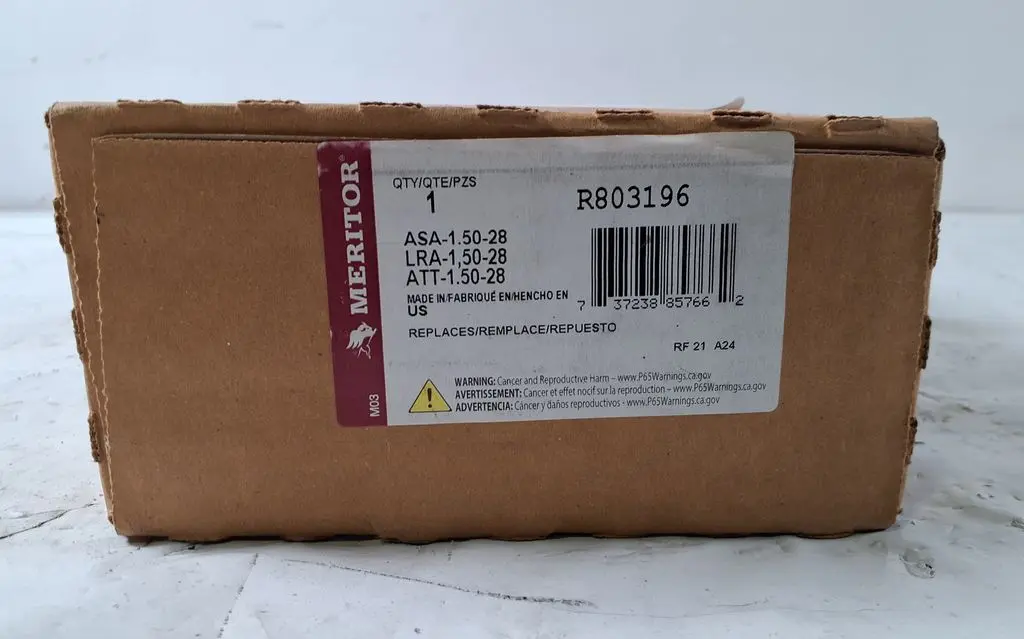 MERITOR®
M03
QTY/QTE/PZS
1
R803196
ASA-1.50-28
LRA-1,50-28
ATT-1.50-28
MADE IN/FABRIQUÉ EN/HENCHO EN
US
7 37238 85766 2
REPLACES/REMPLACE/REPUESTO
RF 21 A24
WARNING: Cancer and Reproductive Harm – www.P65Warnings.ca.gov
AVERTISSEMENT: Cancer et effet nocif sur la reproduction – www.P65Warnings.ca.gov
ADVERTENCIA: Cáncer y daños reproductivos - www.P65Warnings.ca.gov